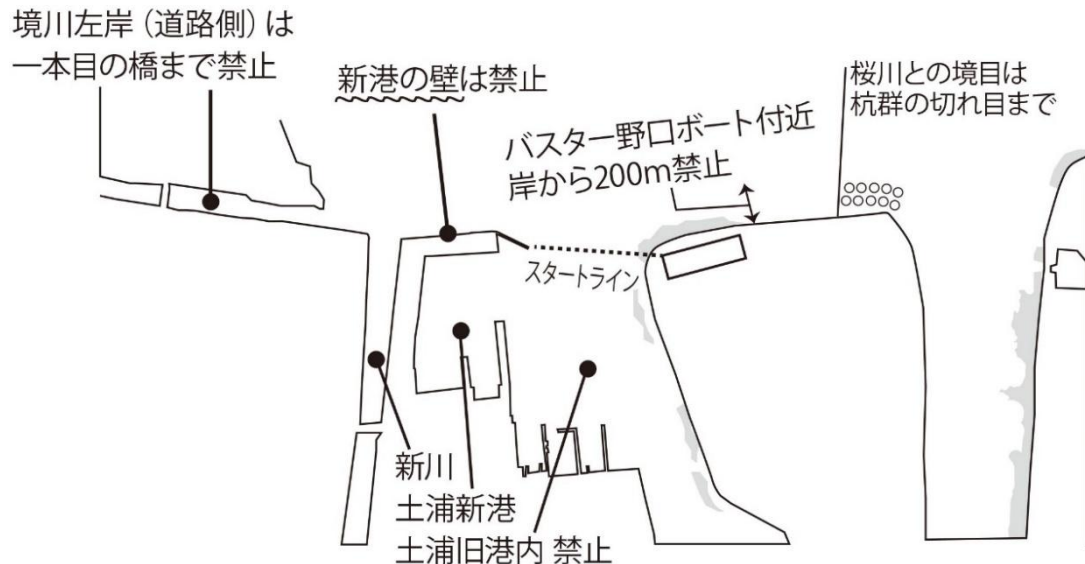 境川左岸（道路側）は
一本目の橋まで禁止
新港の壁は禁止
バスター野口ボート付近
岸から200m禁止
桜川との境目は
杭群の切れ目まで
スタートライン
新川
土浦新港
土浦旧港内 禁止